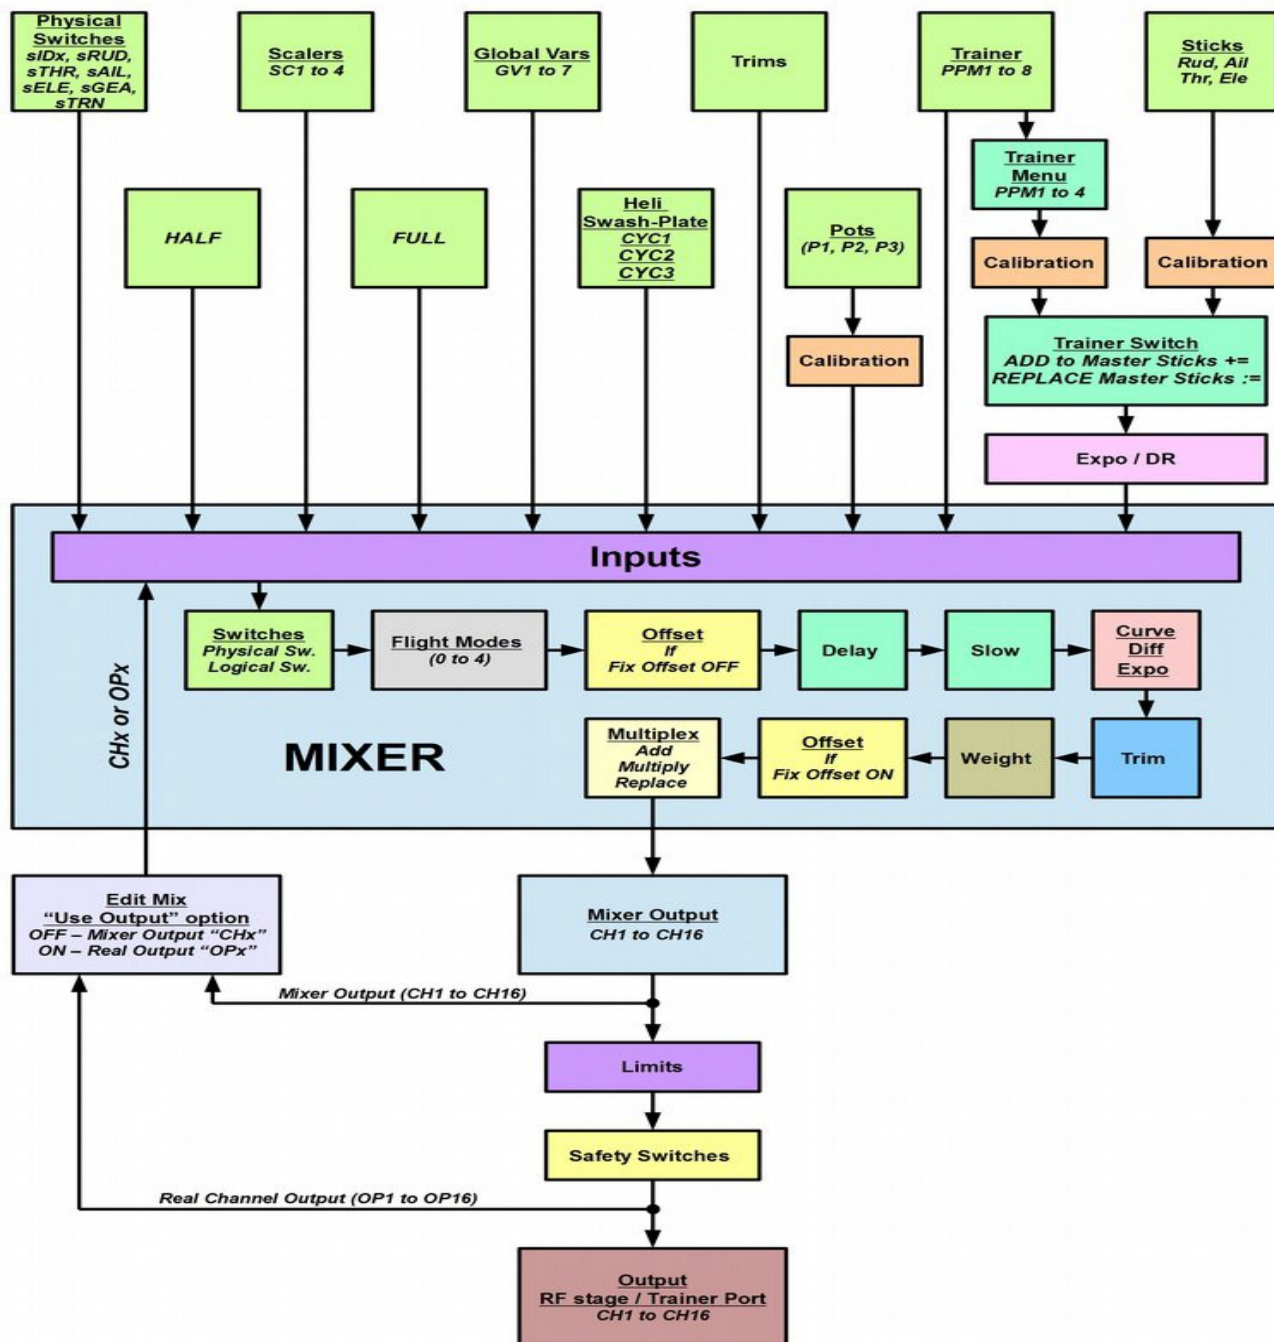 Physical
Switches
sIDx, sRUD,
sTHR, sAIL,
sELE, sGEA,
sTRN
Scalers
SC1 to 4
Global Vars
GV1 to 7
Trims
Trainer
PPM1 to 8
Sticks
Rud, Ail
Thr, Ele
HALF
FULL
Heli
Swash-Plate
CYC1
CYC2
CYC3
Pots
(P1, P2, P3)
Trainer
Menu
PPM1 to 4
Calibration
Calibration
Calibration
Trainer Switch
ADD to Master Sticks +=
REPLACE Master Sticks :=
Expo / DR
Inputs
Switches
Physical Sw.
Logical Sw.
Flight Modes
(0 to 4)
Offset
If
Fix Offset OFF
Delay
Slow
Curve
Diff
Expo
CHx or OPx
MIXER
Multiplex
Add
Multiply
Replace
Offset
If
Fix Offset ON
Weight
Trim
Edit Mix
“Use Output” option
OFF – Mixer Output “CHx”
ON – Real Output “OPx”
Mixer Output
CH1 to CH16
Mixer Output (CH1 to CH16)
Limits
Safety Switches
Real Channel Output (OP1 to OP16)
Output
RF stage / Trainer Port
CH1 to CH16